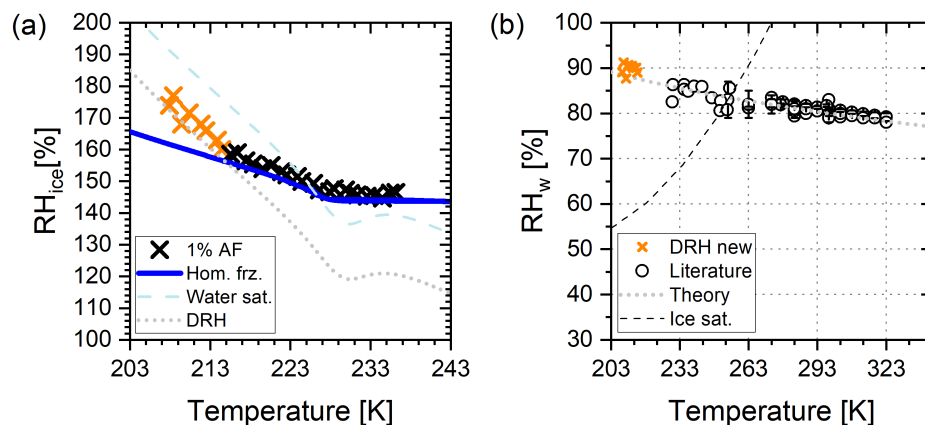 (a)
200
190
180
170
160
150
140
130
120
110
100
RH_ice[%]
1% AF
Hom. frz.
Water sat.
DRH
203 213 223 233 243
Temperature [K]
(b)
100
90
80
70
60
50
40
30
RH_w [%]
DRH new
Literature
Theory
Ice sat.
203 233 263 293 323
Temperature [K]